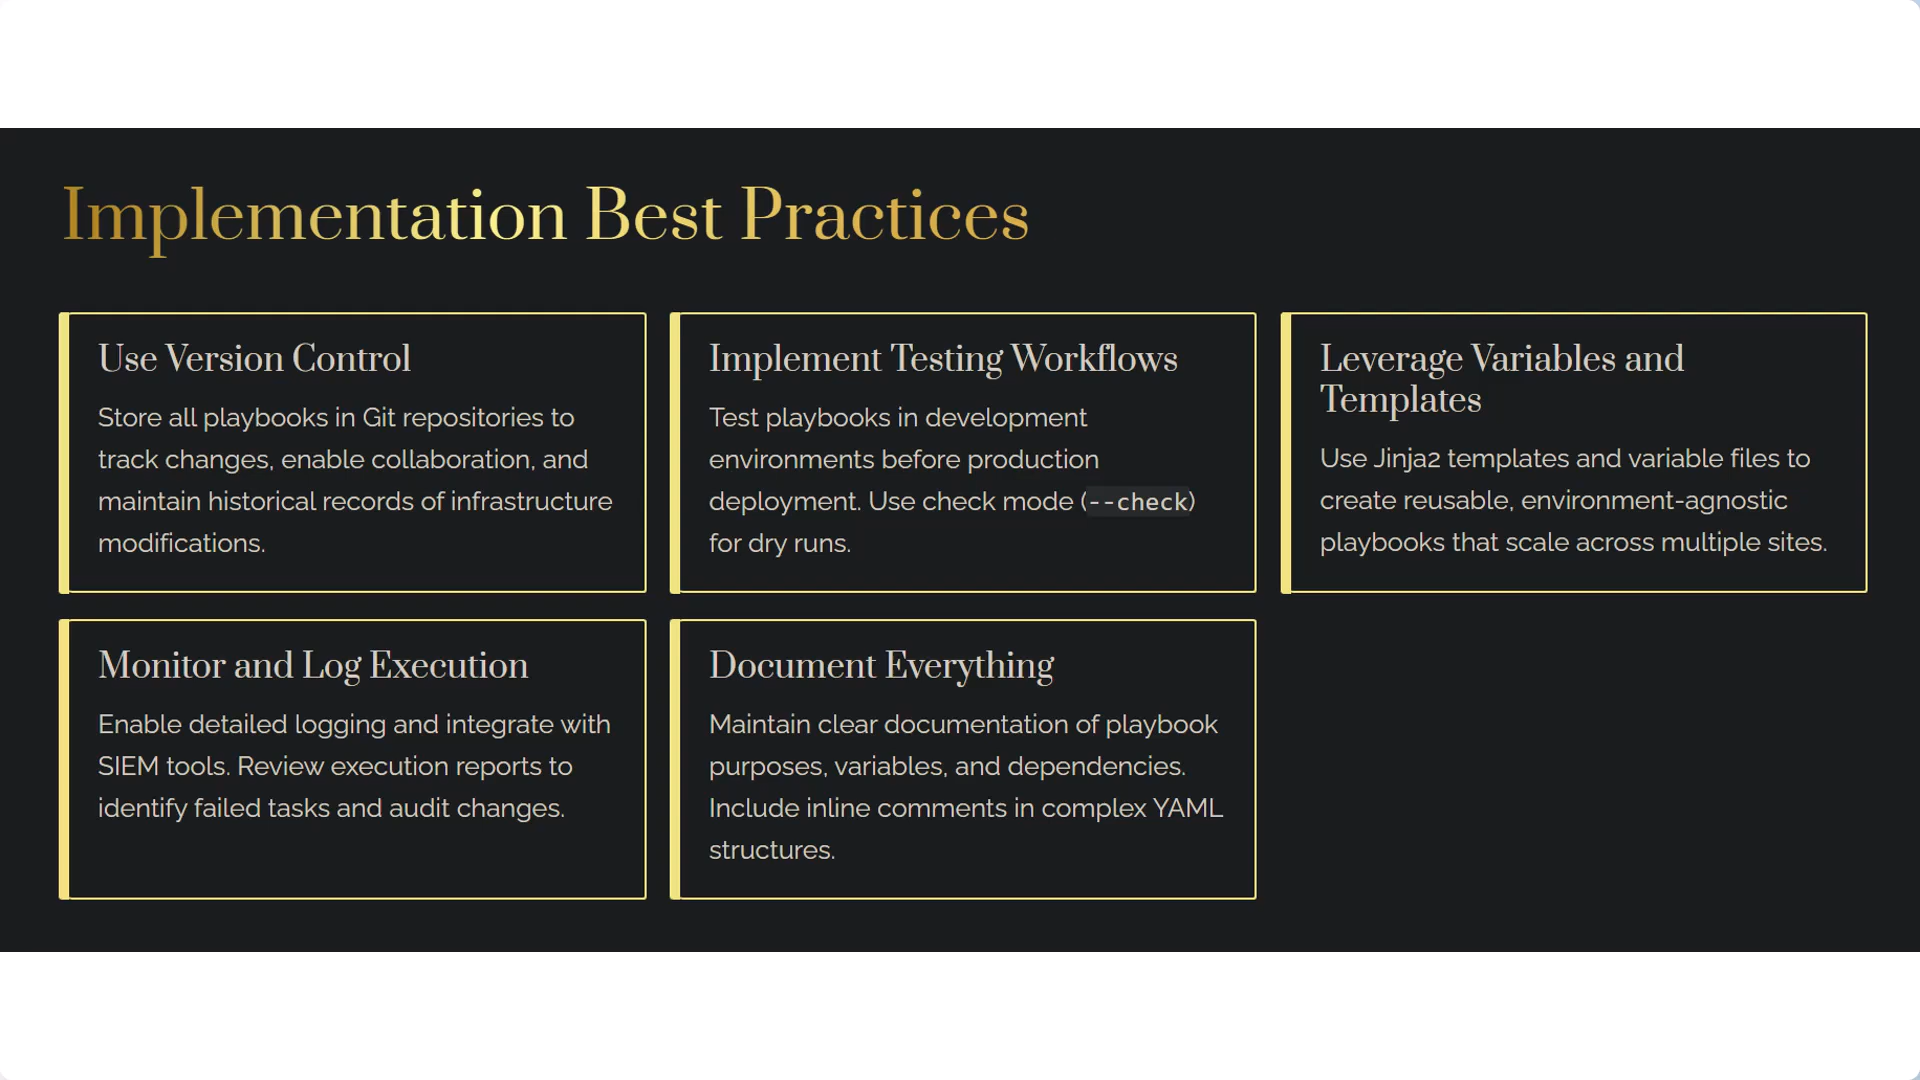 Implementation Best Practices
Use Version Control
Store all playbooks in Git repositories to
track changes, enable collaboration, and
maintain historical records of infrastructure
modifications.
Implement Testing Workflows
Test playbooks in development
environments before production
deployment. Use check mode (--check)
for dry runs.
Leverage Variables and
Templates
Use Jinja2 templates and variable files to
create reusable, environment-agnostic
playbooks that scale across multiple sites.
Monitor and Log Execution
Enable detailed logging and integrate with
SIEM tools. Review execution reports to
identify failed tasks and audit changes.
Document Everything
Maintain clear documentation of playbook
purposes, variables, and dependencies.
Include inline comments in complex YAML
structures.